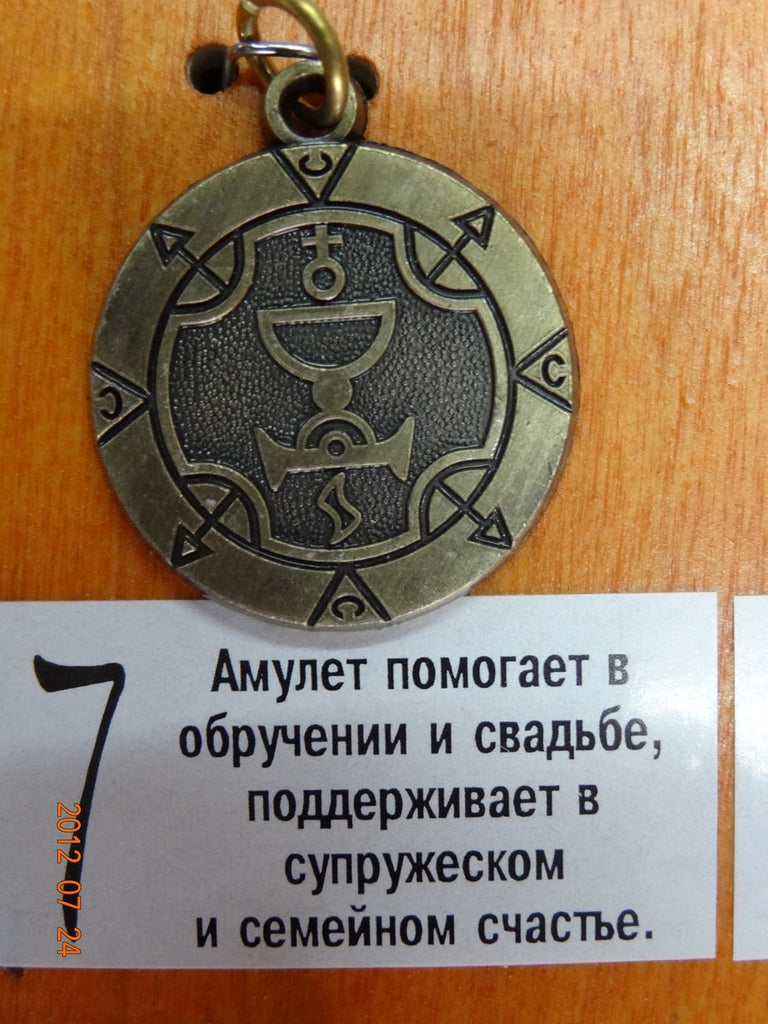 7
Амулет помогает в
обручении и свадьбе,
поддерживает в
супружеском
и семейном счастье.
2012 07 24